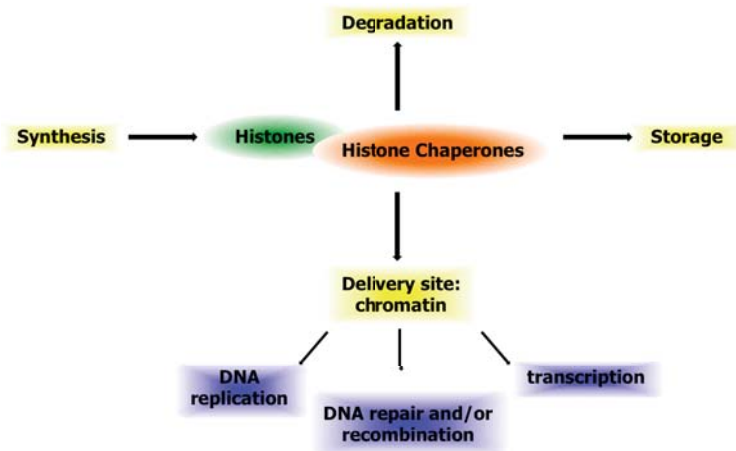 Degradation
Synthesis
Histones
Histone Chaperones
Storage
Delivery site:
chromatin
DNA
replication
DNA repair and/or
recombination
transcription